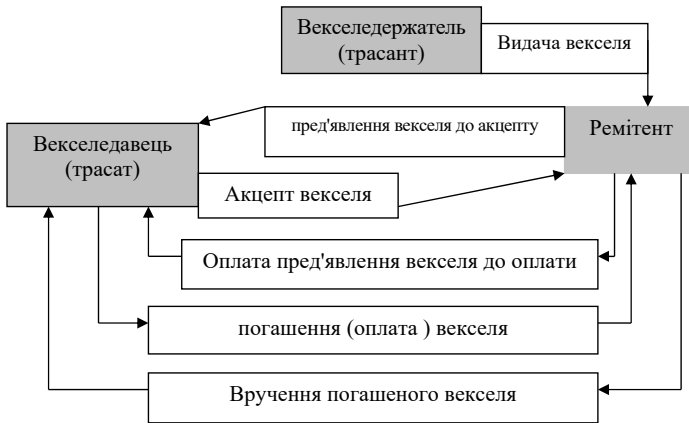 Векселедержатель
(трасант)
Видача векселя
пред'явлення векселя до акцепту
Ремітент
Векселедавець
(трасат)
Акцепт векселя
Оплата пред'явлення векселя до оплати
погашення (оплата ) векселя
Вручення погашеного векселя